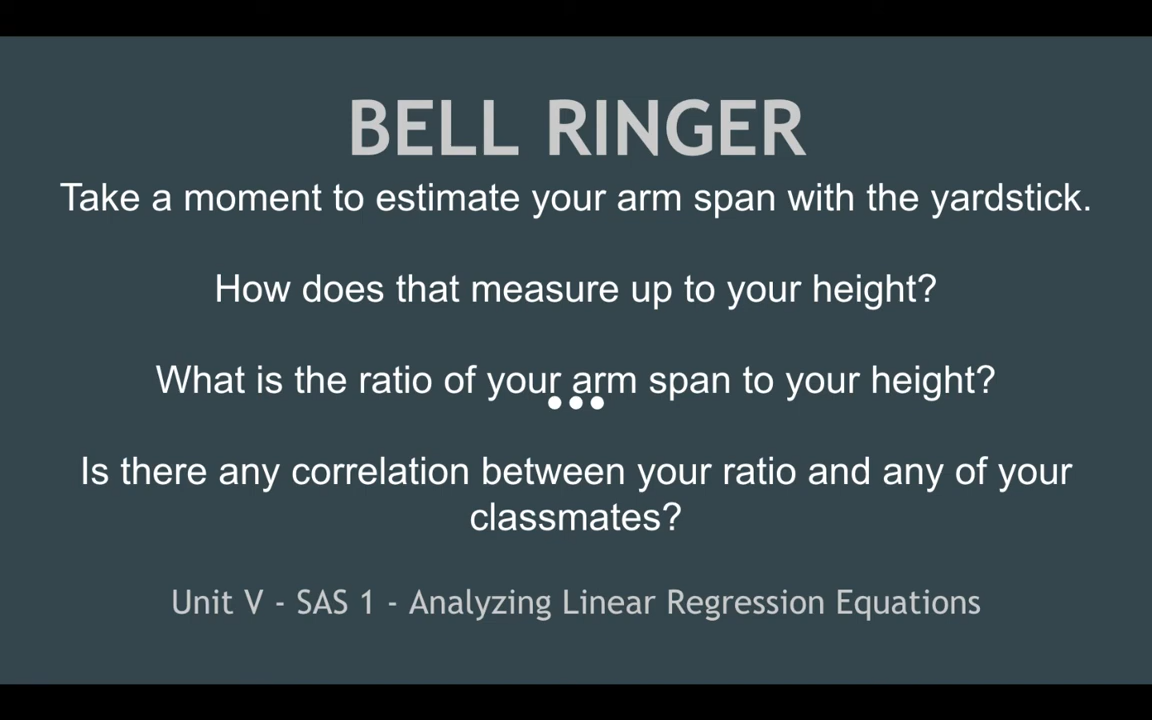 BELL RINGER
Take a moment to estimate your arm span with the yardstick.
How does that measure up to your height?
What is the ratio of your arm span to your height?
Is there any correlation between your ratio and any of your
classmates?
Unit V - SAS 1 - Analyzing Linear Regression Equations